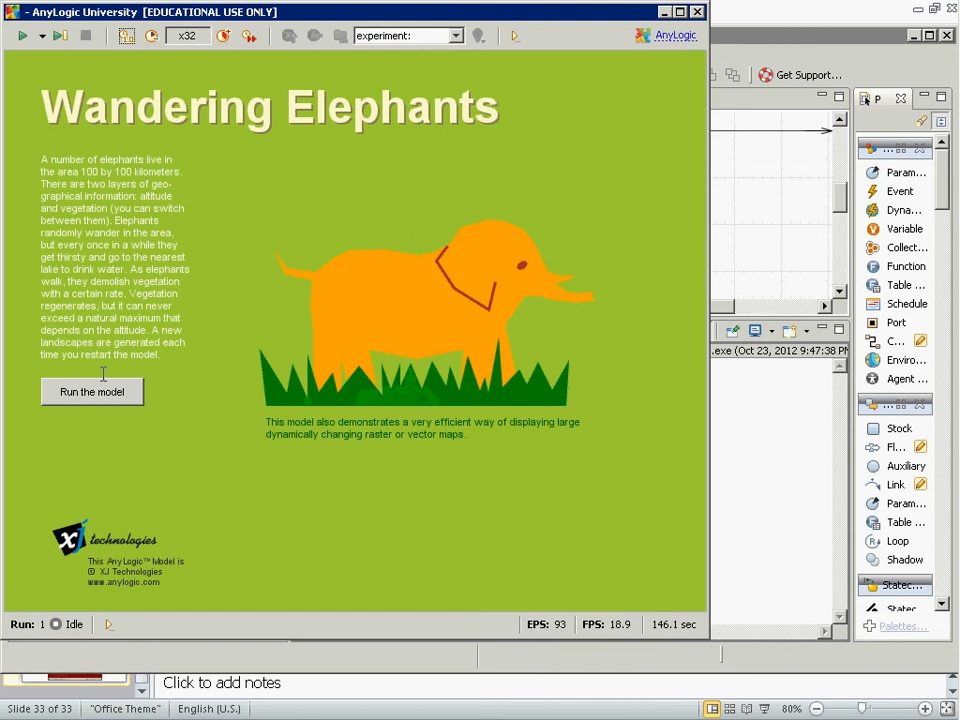 - AnyLogic University [EDUCATIONAL USE ONLY]
x32
experiment:
AnyLogic
Get Support...
Wandering Elephants
A number of elephants live in
the area 100 by 100 kilometers.
There are two layers of geo-
graphical information: altitude
and vegetation (you can switch
between them). Elephants
randomly wander in the area,
but every once in a while they
get thirsty and go to the nearest
lake to drink water. As elephants
walk, they demolish vegetation
with a certain rate. Vegetation
regenerates, but it can never
exceed a natural maximum that
depends on the attitude. A new
landscapes are generated each
time you restart the model.
Run the model
This model also demonstrates a very efficient way of displaying large
dynamically changing raster or vector maps.
xj technologies
This AnyLogic™ Model is
© XJ Technologies
www.anylogic.com
Run: 1 Idle
EPS: 93
FPS: 18.9
146.1 sec
.exe (Oct 23, 2012 9:47:38 PM
P
Param...
Event
Dyna...
Variable
Collect...
Function
Table ...
Schedule
Port
C...
Enviro...
Agent ...
Stock
Fl...
Auxiliary
Link
Param...
Table ...
Loop
Shadow
Statec...
Statec
Palettes...
Click to add notes
Slide 33 of 33
"Office Theme"
English (U.S.)
80%